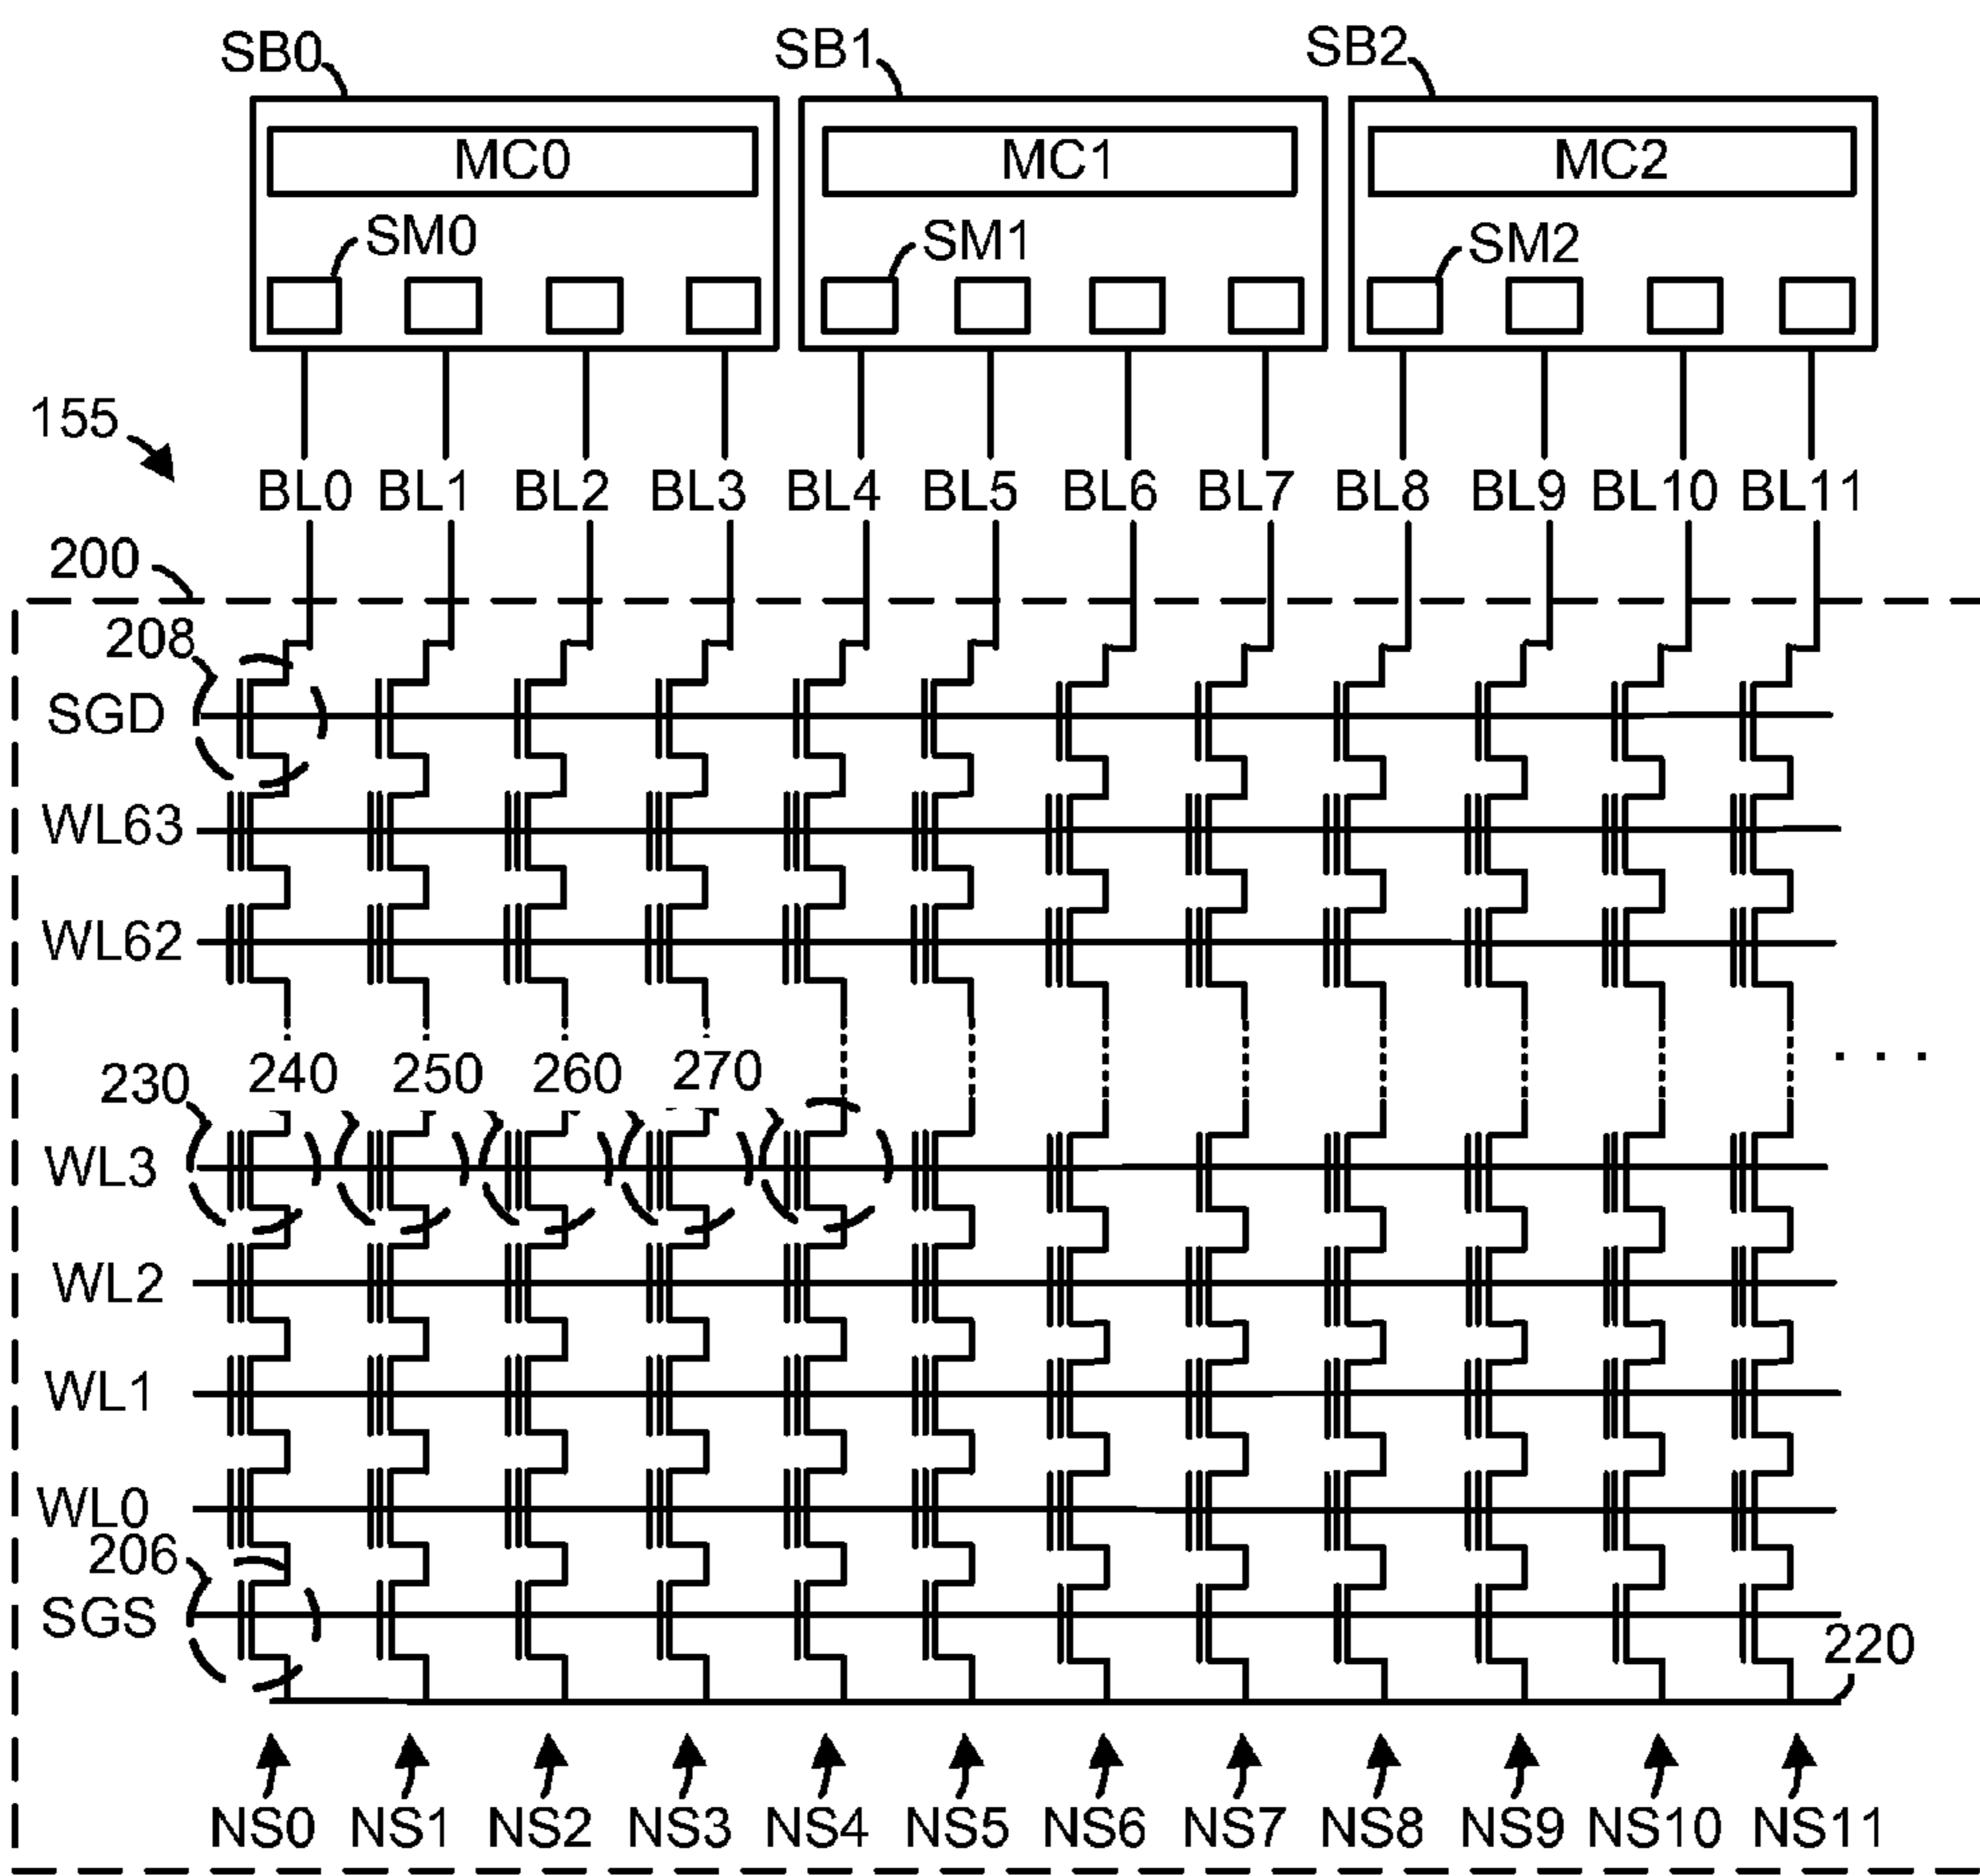 SB0 SB1 SB2
MC0 MC1 MC2
SM0 SM1 SM2
155
BL0 BL1 BL2 BL3 BL4 BL5 BL6 BL7 BL8 BL9 BL10 BL11
200
208
SGD
WL63
WL62
. . .
230 240 250 260 270
WL3
WL2
WL1
WL0
206
SGS
220
NS0 NS1 NS2 NS3 NS4 NS5 NS6 NS7 NS8 NS9 NS10 NS11